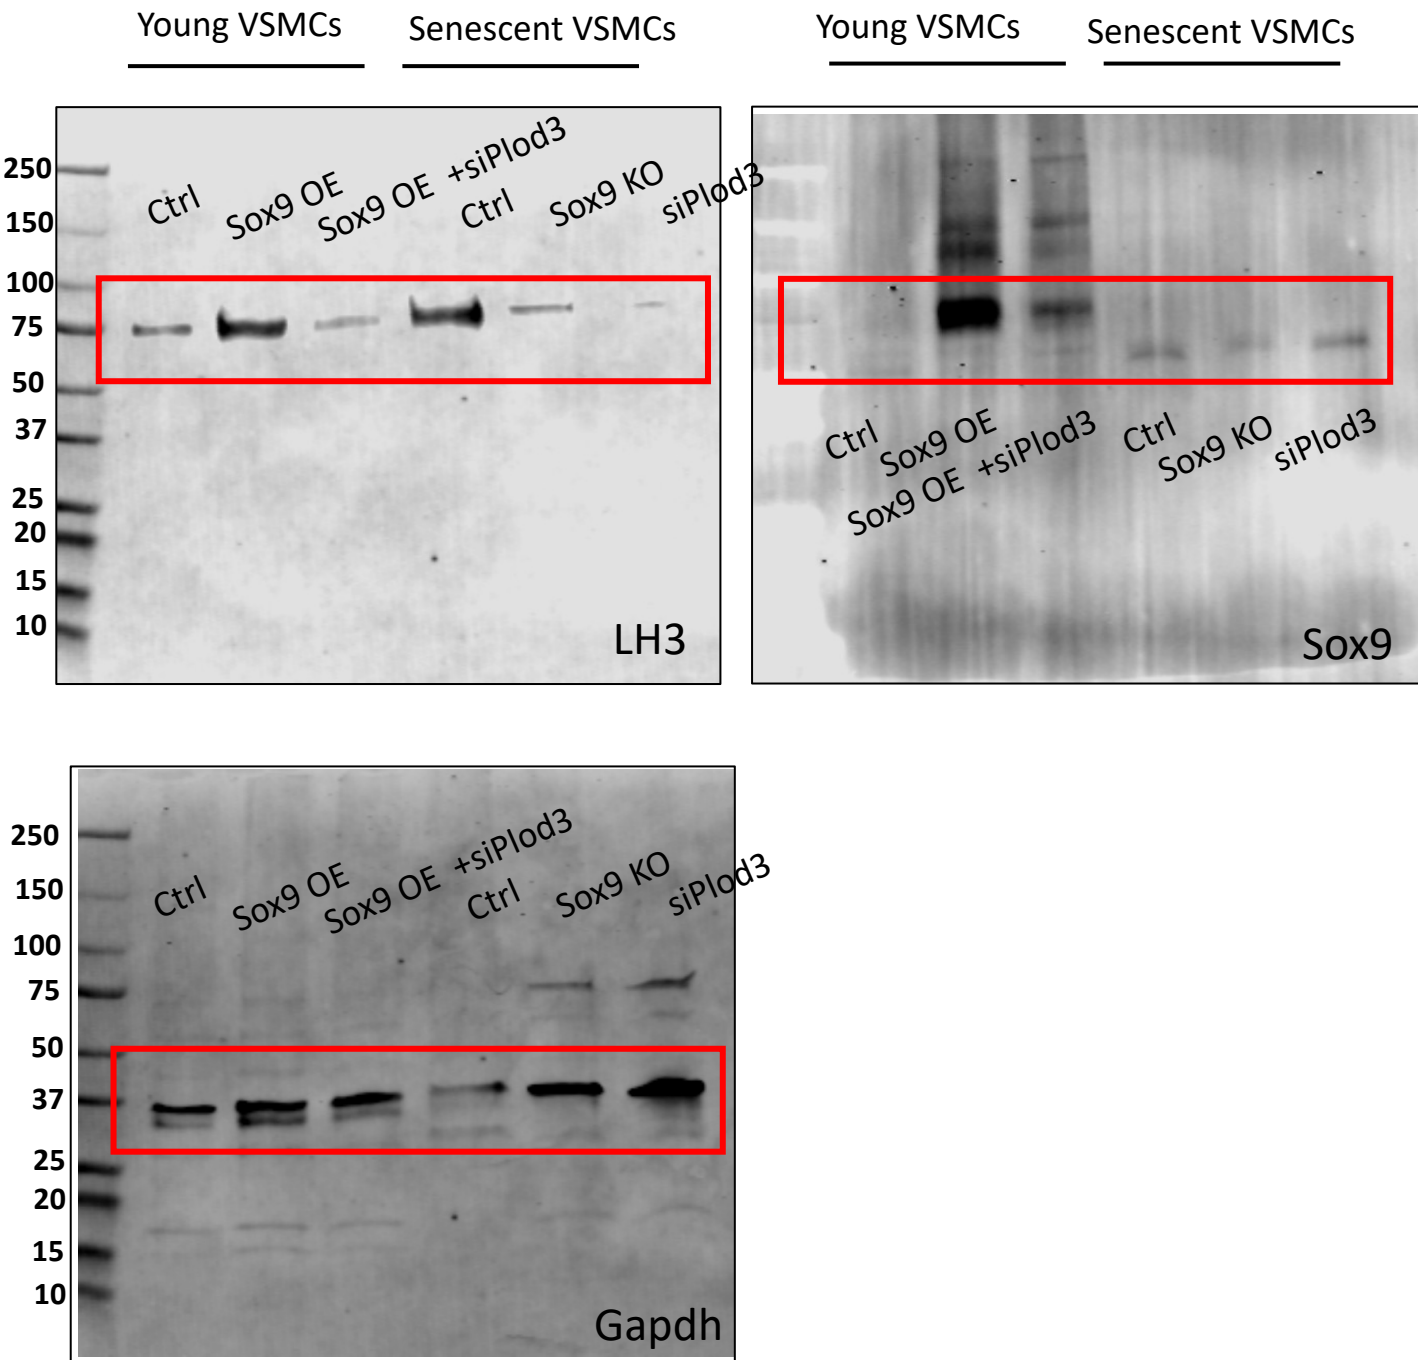 Young VSMCs
Senescent VSMCs
Young VSMCs
Senescent VSMCs
250
150
100
75
50
37
25
20
15
10
Ctrl
Sox9 OE
Sox9 OE +siPlod3
Ctrl
Sox9 KO
siPlod3
LH3
Ctrl
Sox9 OE
Sox9 OE +siPlod3
Ctrl
Sox9 KO
siPlod3
Sox9
250
150
100
75
50
37
25
20
15
10
Ctrl
Sox9 OE
Sox9 OE +siPlod3
Ctrl
Sox9 KO
siPlod3
Gapdh